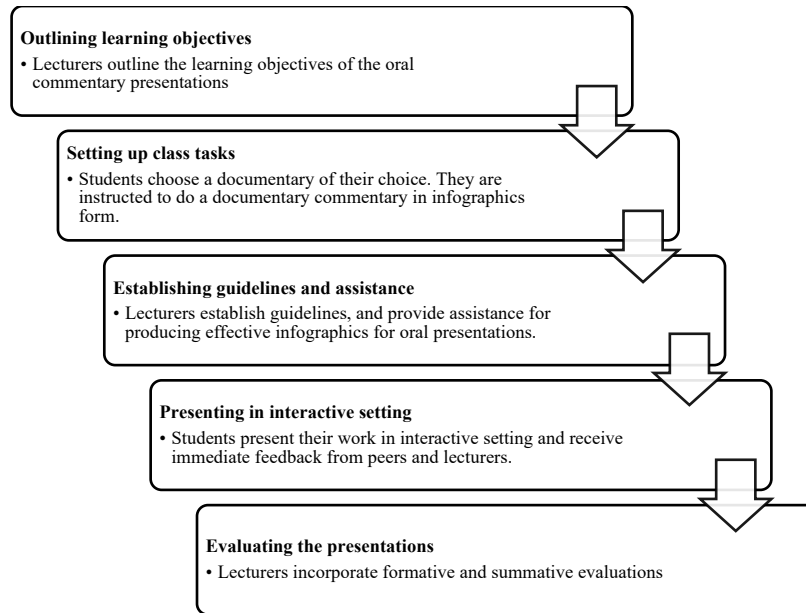 Outlining learning objectives
• Lecturers outline the learning objectives of the oral
commentary presentations
Setting up class tasks
• Students choose a documentary of their choice. They are
instructed to do a documentary commentary in infographics
form.
Establishing guidelines and assistance
• Lecturers establish guidelines, and provide assistance for
producing effective infographics for oral presentations.
Presenting in interactive setting
• Students present their work in interactive setting and receive
immediate feedback from peers and lecturers.
Evaluating the presentations
• Lecturers incorporate formative and summative evaluations